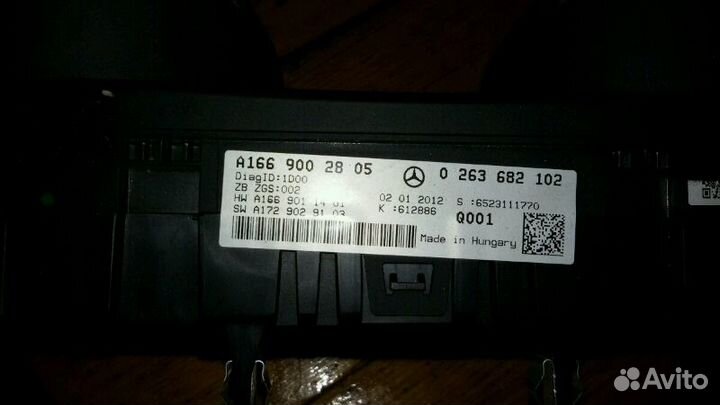 A166 900 28 05 0 263 682 102
DiagID:1D00
ZB ZGS:002
HW A166 901 14 01 02 01 2012 S :6523111770
SW A172 902 91 03 K :612886 Q001
Made in Hungary
Avito